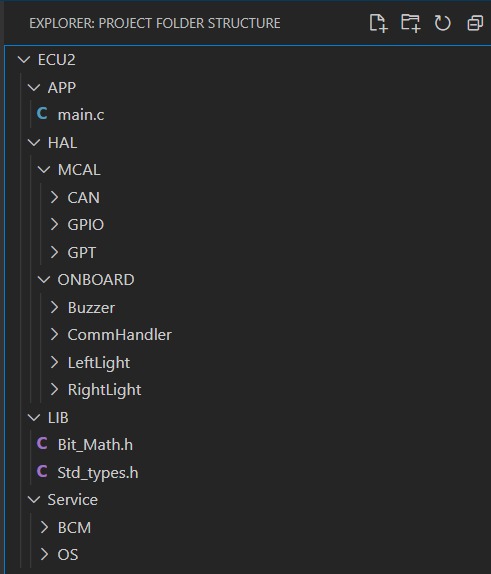 EXPLORER: PROJECT FOLDER STRUCTURE
ECU2
APP
C main.c
HAL
MCAL
CAN
GPIO
GPT
ONBOARD
Buzzer
CommHandler
LeftLight
RightLight
LIB
C Bit_Math.h
C Std_types.h
Service
BCM
OS